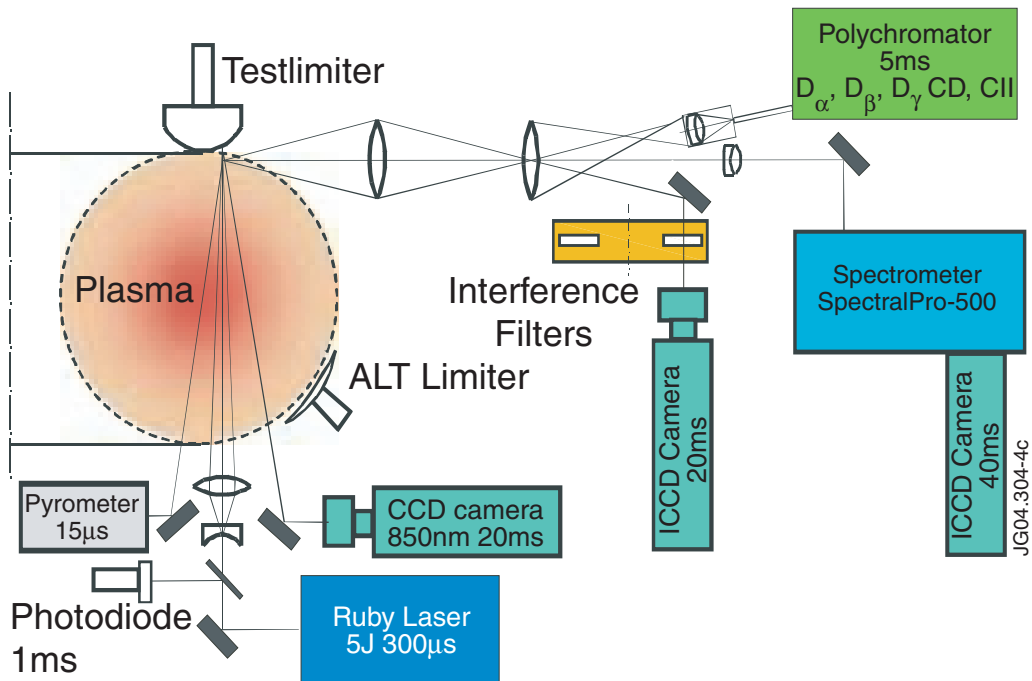 Testlimiter
Polychromator
5ms
Dα, Dβ, Dγ CD, CII
Plasma
Interference
Filters
Spectrometer
SpectralPro-500
ALT Limiter
ICCD Camera
20ms
ICCD Camera
40ms
JG04.304-4c
Pyrometer
15µs
CCD camera
850nm 20ms
Photodiode
1ms
Ruby Laser
5J 300µs